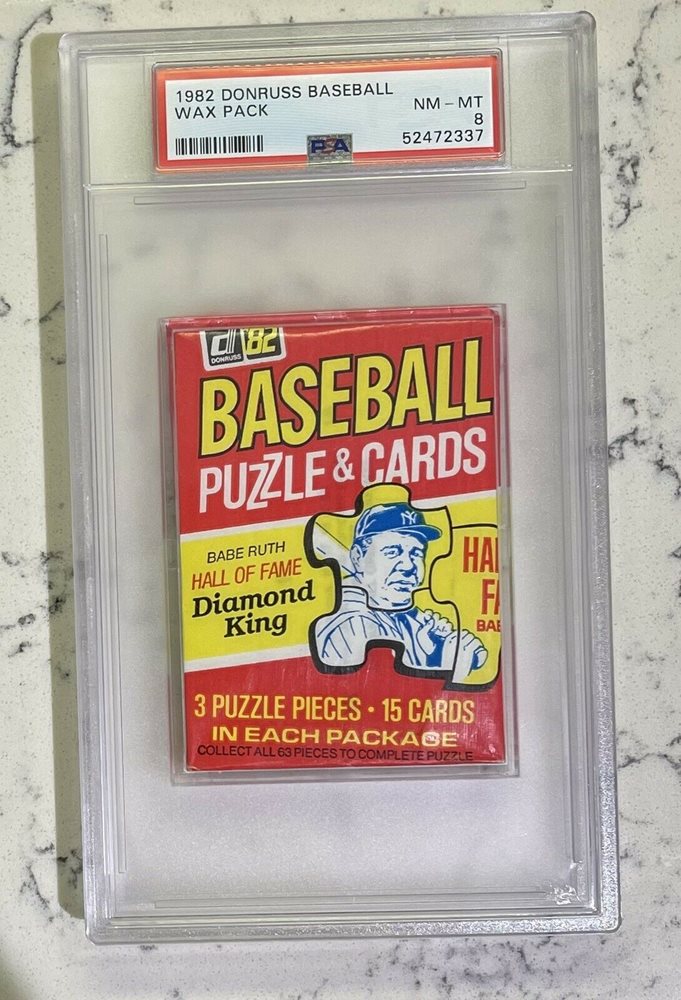 1982 DONRUSS BASEBALL
WAX PACK
NM - MT
8
52472337
PSA
d '82
DONRUSS
BASEBALL
PUZZLE & CARDS
BABE RUTH
HALL OF FAME
Diamond
King
NY
3 PUZZLE PIECES • 15 CARDS
IN EACH PACKAGE
COLLECT ALL 63 PIECES TO COMPLETE PUZZLE